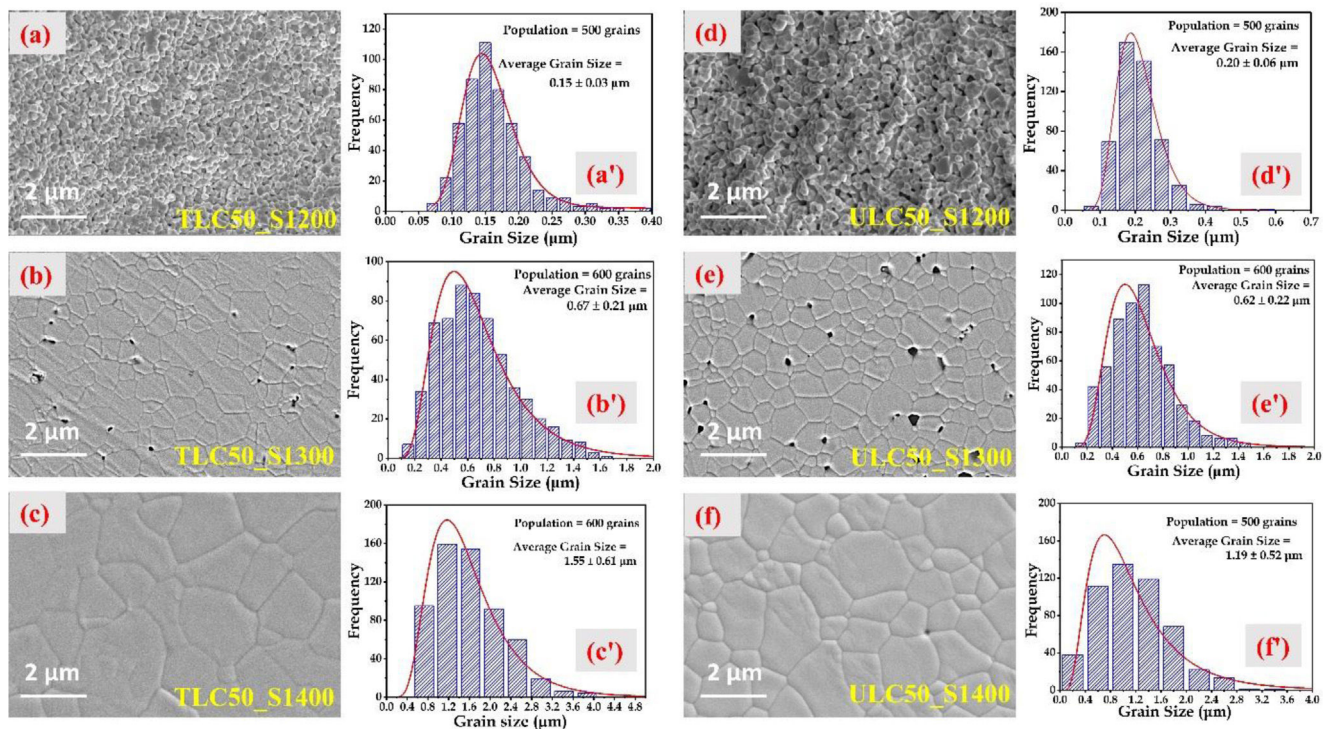 (a)
2 µm
TLC50_S1200
120
100
80
60
40
20
0
Frequency
Population = 500 grains
Average Grain Size =
0.15 ± 0.03 µm
(a')
0.00 0.05 0.10 0.15 0.20 0.25 0.30 0.35 0.40
Grain Size (µm)
(d)
2 µm
ULC50_S1200
200
160
120
80
40
0
Frequency
Population = 500 grains
Average Grain Size =
0.20 ± 0.06 µm
(d')
0.0 0.1 0.2 0.3 0.4 0.5 0.6 0.7
Grain Size (µm)
(b)
2 µm
TLC50_S1300
100
80
60
40
20
0
Frequency
Population = 600 grains
Average Grain Size =
0.67 ± 0.21 µm
(b')
0.0 0.2 0.4 0.6 0.8 1.0 1.2 1.4 1.6 1.8 2.0
Grain Size (µm)
(e)
2 µm
ULC50_S1300
120
100
80
60
40
20
0
Frequency
Population = 600 grains
Average Grain Size =
0.62 ± 0.22 µm
(e')
0.0 0.2 0.4 0.6 0.8 1.0 1.2 1.4 1.6 1.8 2.0
Grain Size (µm)
(c)
2 µm
TLC50_S1400
200
160
120
80
40
0
Frequency
Population = 600 grains
Average Grain Size =
1.55 ± 0.61 µm
(c')
0.0 0.4 0.8 1.2 1.6 2.0 2.4 2.8 3.2 3.6 4.0 4.4 4.8
Grain size (µm)
(f)
2 µm
ULC50_S1400
200
160
120
80
40
0
Frequency
Population = 500 grains
Average Grain Size =
1.19 ± 0.52 µm
(f')
0.0 0.4 0.8 1.2 1.6 2.0 2.4 2.8 3.2 3.6 4.0
Grain Size (µm)